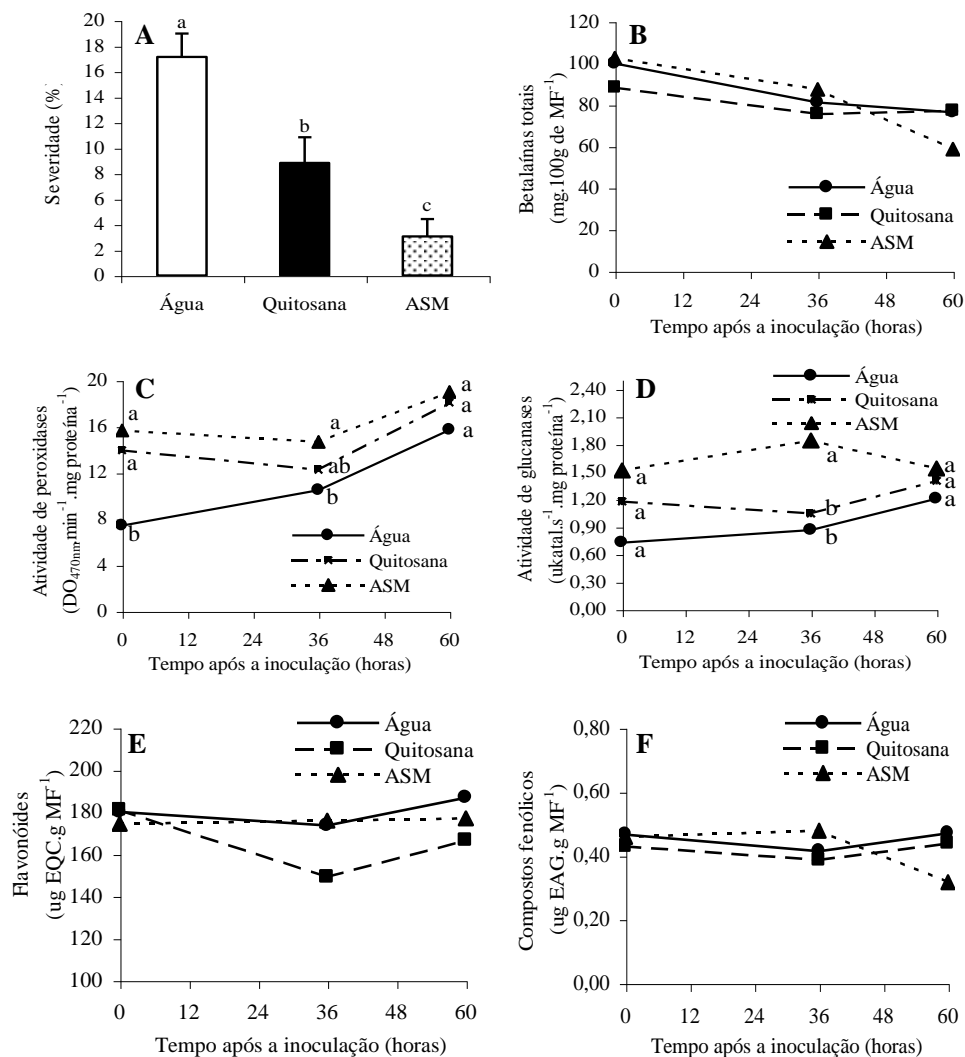 A
Severidade (%)
20
18
16
14
12
10
8
6
4
2
0
a
b
c
Água
Quitosana
ASM
B
Betalaínas totais
(mg.100g de MF⁻¹)
120
100
80
60
40
20
0
Água
Quitosana
ASM
0 12 24 36 48 60
Tempo após a inoculação (horas)
C
Atividade de peroxidases
(DO₄₇₀nm.min⁻¹.mg proteína⁻¹)
20
16
12
8
4
0
a
a
b
a
ab
b
a
a
a
Água
Quitosana
ASM
0 12 24 36 48 60
Tempo após a inoculação (horas)
D
Atividade de glucanases
(ukatal.s⁻¹.mg proteína⁻¹)
2,40
2,10
1,80
1,50
1,20
0,90
0,60
0,30
0,00
Água
Quitosana
ASM
a
a
a
a
b
b
a
a
a
0 12 24 36 48 60
Tempo após a inoculação (horas)
E
Flavonóides
(ug EQC.g MF⁻¹)
220
200
180
160
140
120
100
Água
Quitosana
ASM
0 12 24 36 48 60
Tempo após a inoculação (horas)
F
Compostos fenólicos
(ug EAG.g MF⁻¹)
0,80
0,60
0,40
0,20
0,00
Água
Quitosana
ASM
0 12 24 36 48 60
Tempo após a inoculação (horas)